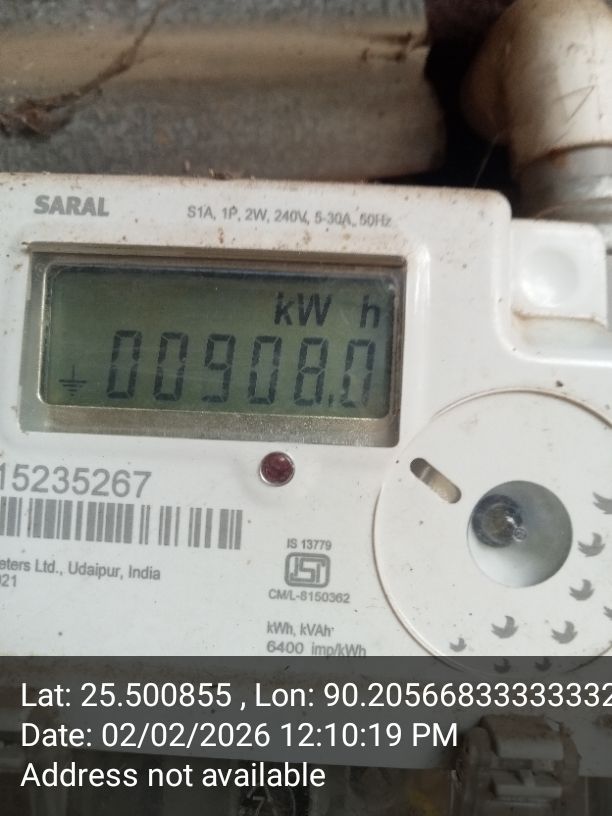 SARAL
S1A, 1P, 2W, 240V, 5-30A, 50Hz
kW h
00908.0
15235267
eters Ltd., Udaipur, India
021
IS 13779
ISI
CM/L-8150362
kWh, kVAh
6400 imp/kWh
Lat: 25.500855 , Lon: 90.20566833333332
Date: 02/02/2026 12:10:19 PM
Address not available